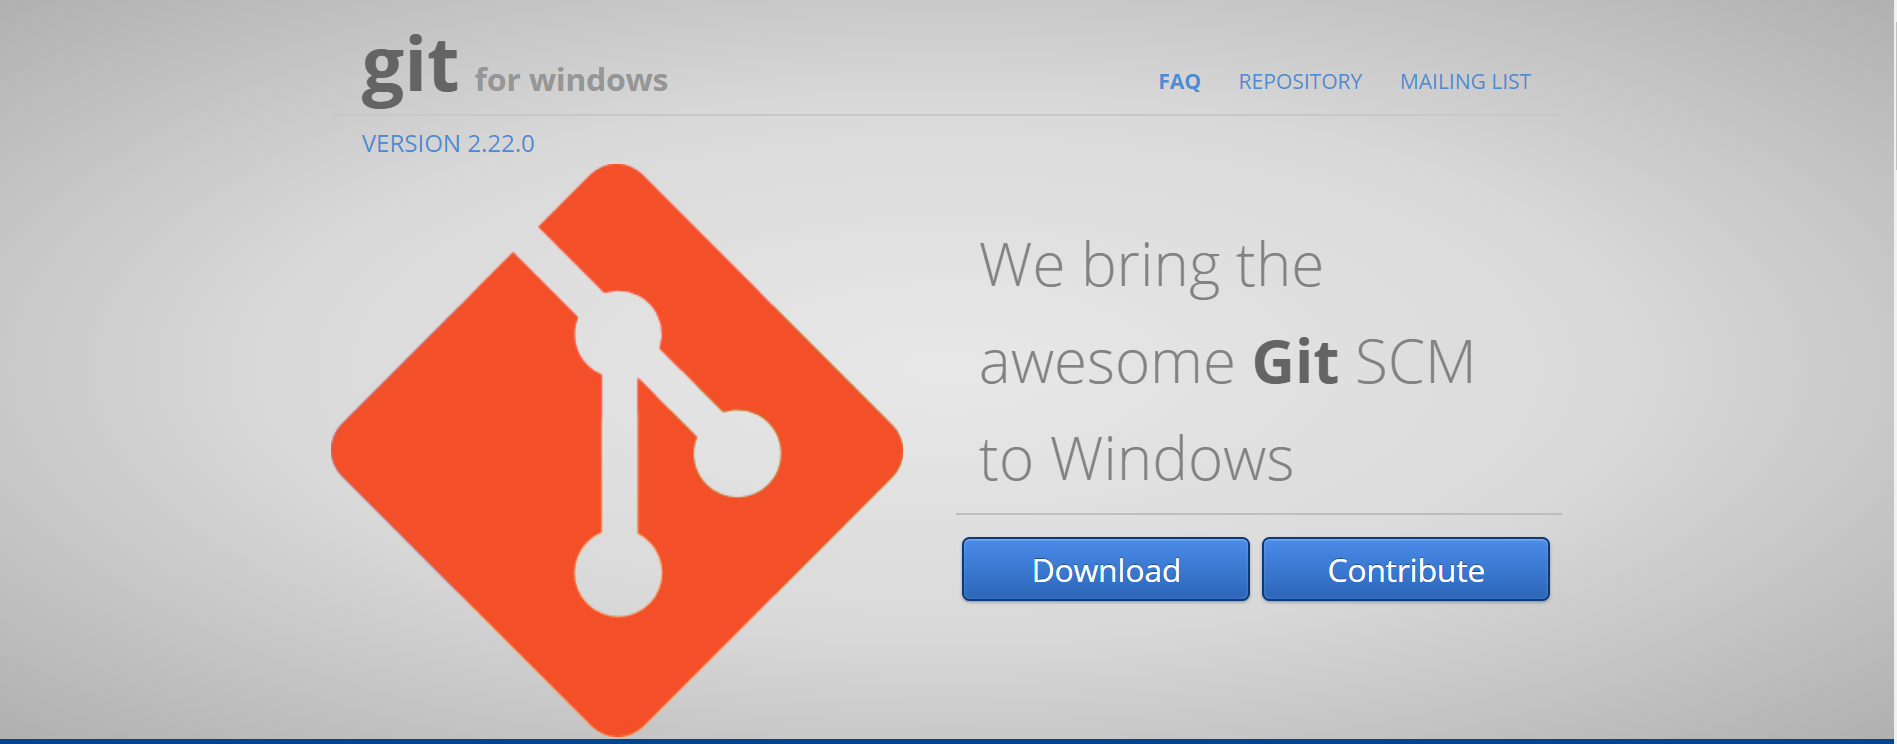 git for windows
FAQ REPOSITORY MAILING LIST
VERSION 2.22.0
We bring the
awesome Git SCM
to Windows
Download Contribute